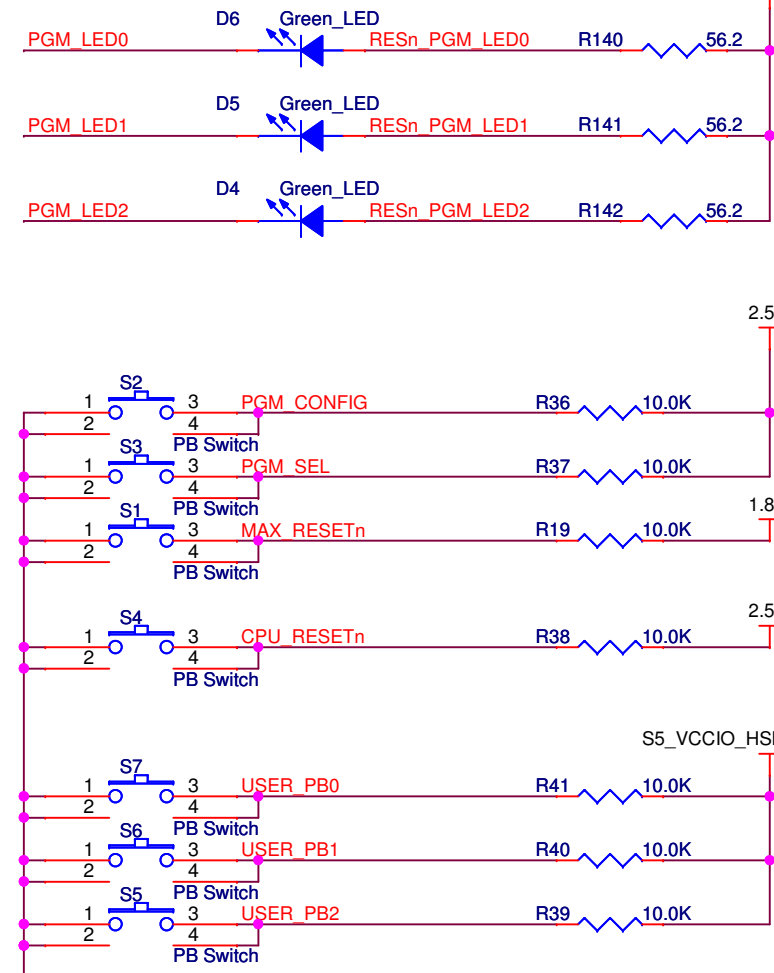 D6 Green_LED
PGM_LED0 RESn_PGM_LED0 R140 56.2
D5 Green_LED
PGM_LED1 RESn_PGM_LED1 R141 56.2
D4 Green_LED
PGM_LED2 RESn_PGM_LED2 R142 56.2
2.5
S2
1 3 PGM_CONFIG R36 10.0K
2 4
PB Switch
S3
1 3 PGM_SEL R37 10.0K
2 4
PB Switch
1.8
S1
1 3 MAX_RESETn R19 10.0K
2 4
PB Switch
2.5
S4
1 3 CPU_RESETn R38 10.0K
2 4
PB Switch
S5_VCCIO_HS
S7
1 3 USER_PB0 R41 10.0K
2 4
PB Switch
S6
1 3 USER_PB1 R40 10.0K
2 4
PB Switch
S5
1 3 USER_PB2 R39 10.0K
2 4
PB Switch